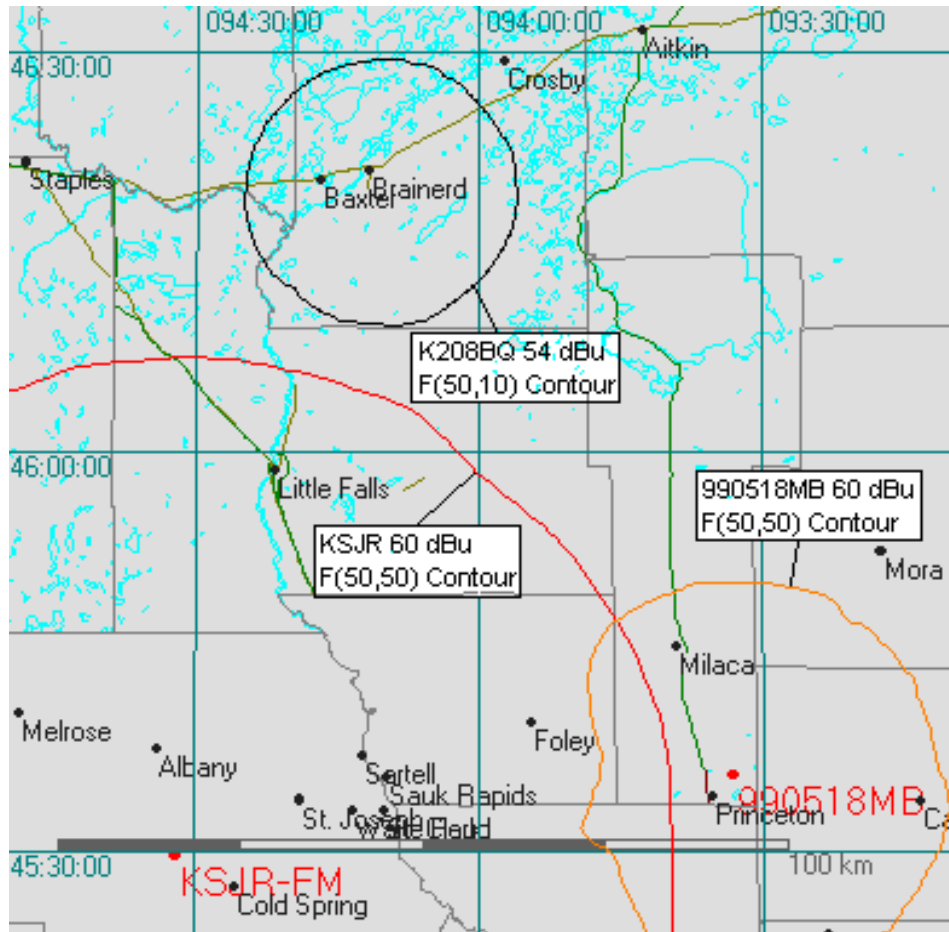 094:30:00
094:00:00
093:30:00
46:30:00
Aitkin
Crosby
Staples
Brainerd
Baxter
K208BQ 54 dBu
F(50,10) Contour
46:00:00
Little Falls
990518MB 60 dBu
F(50,50) Contour
KSJR 60 dBu
F(50,50) Contour
Mora
Milaca
Melrose
Foley
Albany
Sartell
Sauk Rapids
990518MB
St. Joseph
Princeton
Ca
45:30:00
100 km
KSJR-FM
Cold Spring